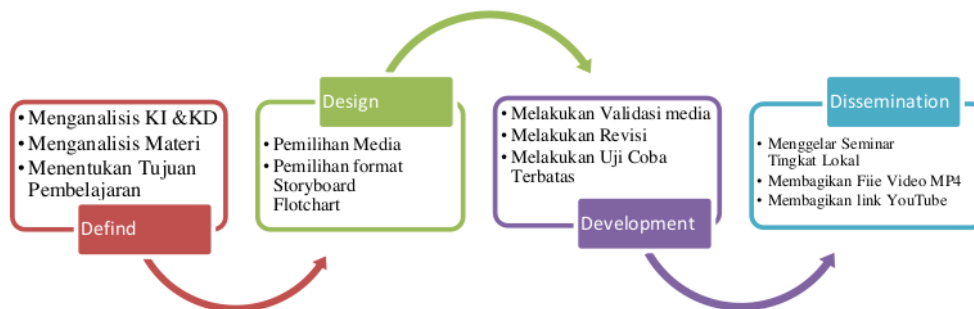 • Menganalisis KI &KD
• Menganalisis Materi
• Menentukan Tujuan
Pembelajaran
Defind
Design
• Pemilihan Media
• Pemilihan format
Storyboard
Flotchart
• Melakukan Validasi media
• Melakukan Revisi
• Melakukan Uji Coba
Terbatas
Development
Dissemination
• Menggelar Seminar
Tingkat Lokal
• Membagikan Fiie Video MP4
• Membagikan link YouTube